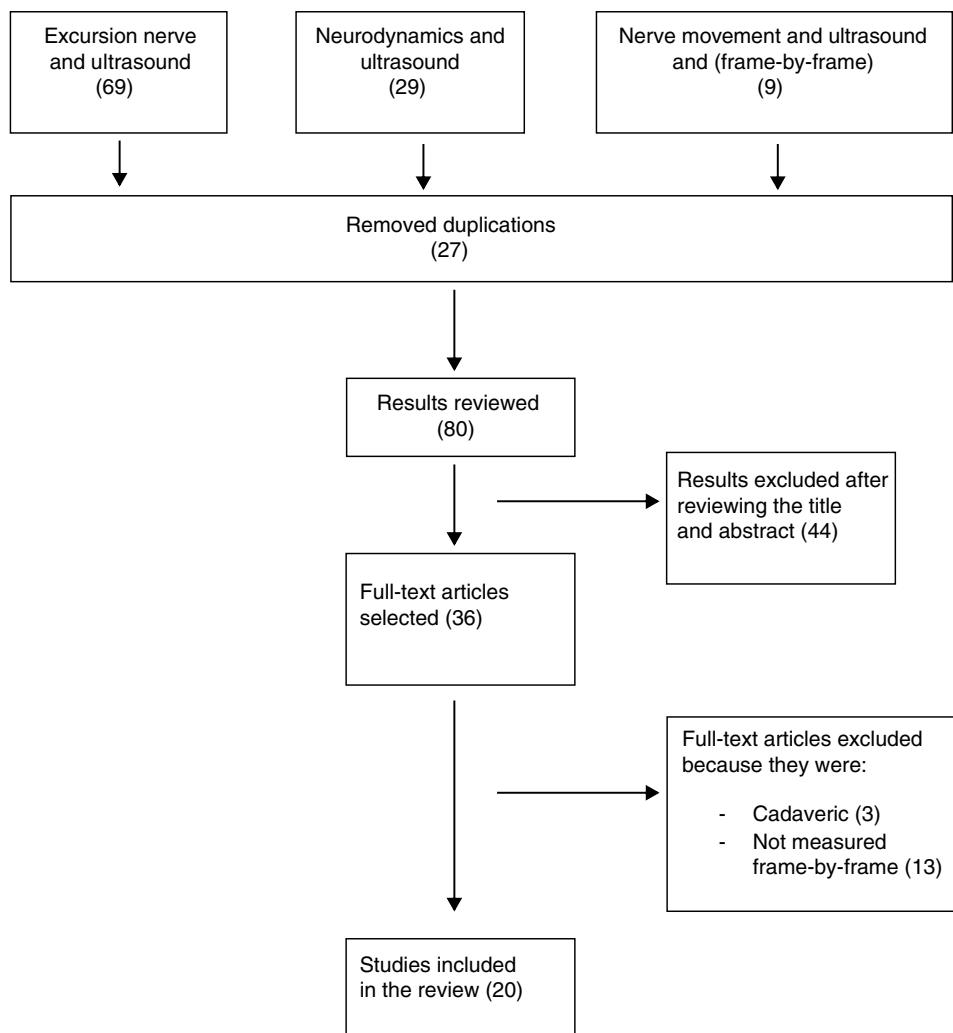 Excursion nerve
and ultrasound
(69)
Neurodynamics and
ultrasound
(29)
Nerve movement and ultrasound
and (frame-by-frame)
(9)
Removed duplications
(27)
Results reviewed
(80)
Results excluded after
reviewing the title
and abstract (44)
Full-text articles
selected (36)
Full-text articles excluded
because they were:
- Cadaveric (3)
- Not measured
frame-by-frame (13)
Studies included
in the review (20)